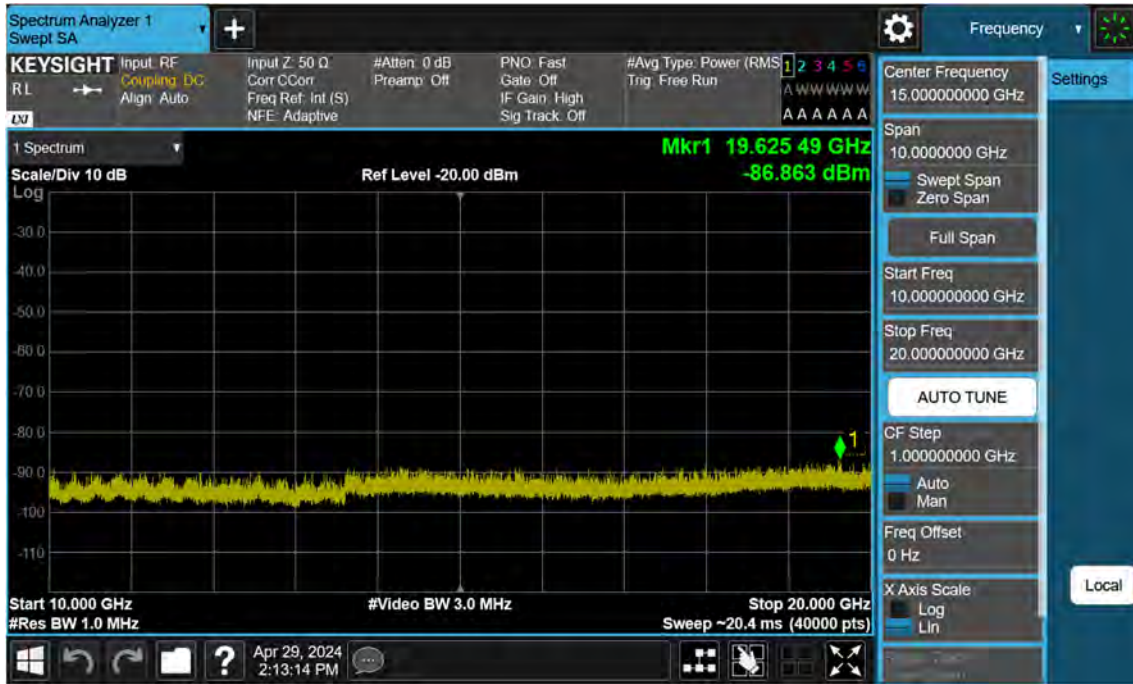 Spectrum Analyzer 1
Swept SA
Frequency
KEYSIGHT
RL
LXI
Input: RF
Coupling: DC
Align: Auto
Input Z: 50 Ω
Corr CCorr
Freq Ref: Int (S)
NFE: Adaptive
#Atten: 0 dB
Preamp: Off
PNO: Fast
Gate: Off
IF Gain: High
Sig Track: Off
#Avg Type: Power (RMS
Trig: Free Run
1 2 3 4 5 6
A W W W W W
A A A A A A
1 Spectrum
Mkr1 19.625 49 GHz
Scale/Div 10 dB
Ref Level -20.00 dBm
-86.863 dBm
Log
-30.0
-40.0
-50.0
-60.0
-70.0
-80.0
-90.0
-100
-110
1
Start 10.000 GHz
#Video BW 3.0 MHz
Stop 20.000 GHz
#Res BW 1.0 MHz
Sweep ~20.4 ms (40000 pts)
Center Frequency
15.000000000 GHz
Settings
Span
10.0000000 GHz
Swept Span
Zero Span
Full Span
Start Freq
10.000000000 GHz
Stop Freq
20.000000000 GHz
AUTO TUNE
CF Step
1.000000000 GHz
Auto
Man
Freq Offset
0 Hz
X Axis Scale
Log
Lin
Local
?
Apr 29, 2024
2:13:14 PM